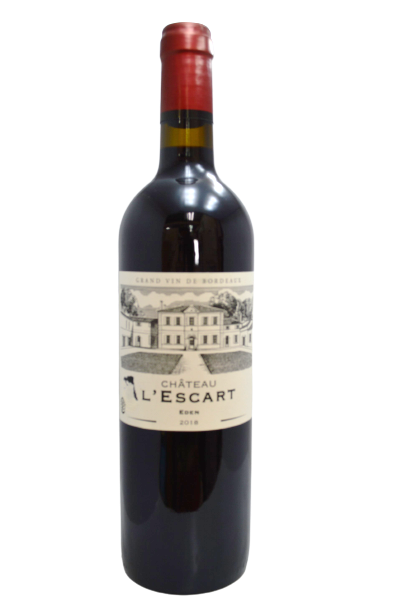 GRAND VIN DE BORDEAUX
CHÂTEAU
L'ESCART
EDEN
2018